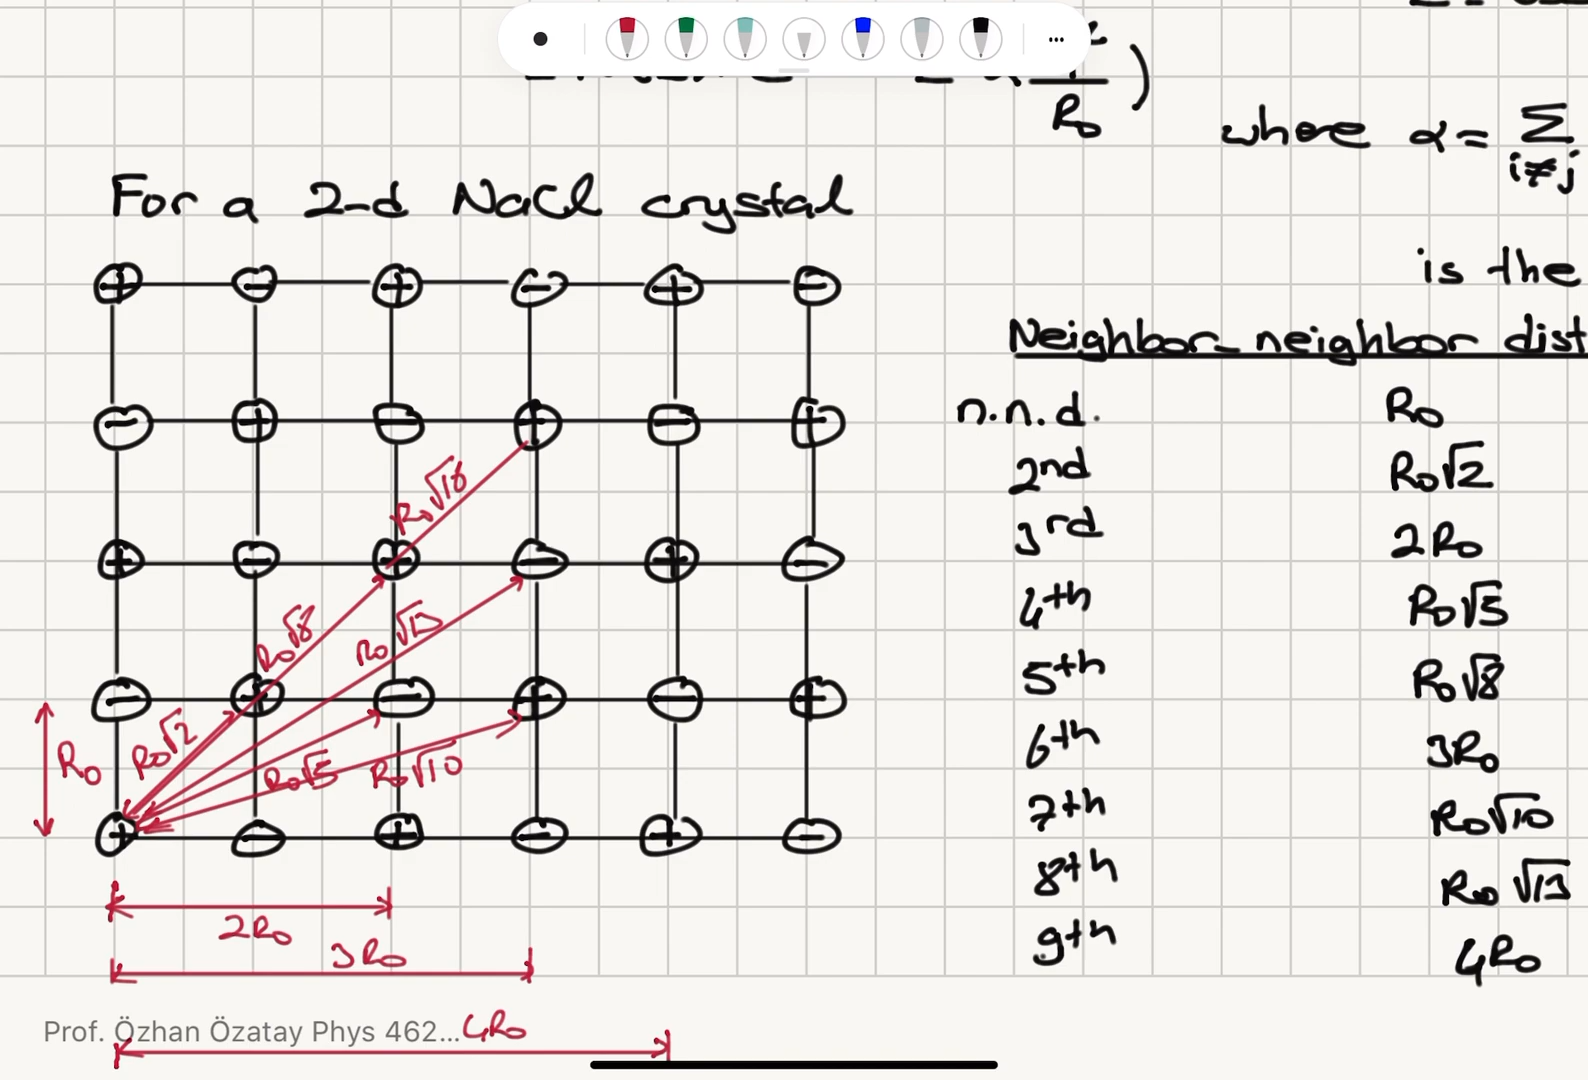 R₀ )
where α = Σ
i≠j
For a 2-d NaCl crystal
is the
Neighbor-neighbor dist
n.n.d. R₀
2nd R₀√2
3rd 2R₀
4th R₀√5
5th R₀√8
6th 3R₀
7th R₀√10
8th R₀√13
9th 4R₀
+ - + - + -
- + - + - +
R₀√18
+ - + - + -
R₀√8 R₀√13
- + - + - +
R₀ R₀√2 R₀√5 R₀√10
+ - + - + -
2R₀
3R₀
Prof. Özhan Özatay Phys 462... 4R₀